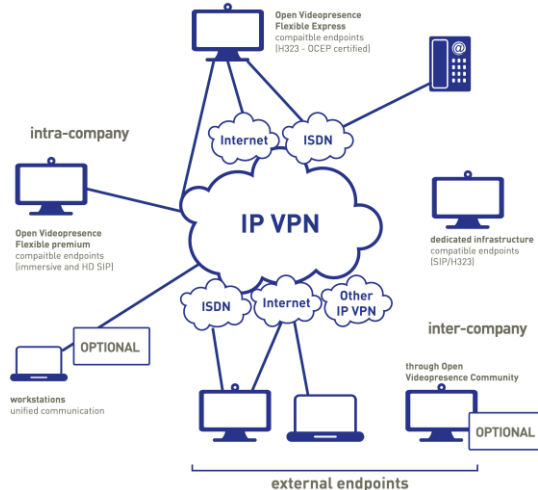 Open Videopresence
Flexible Express
compaitble endpoints
[H323 - OCEP certified]
@
intra-company
Internet
ISDN
IP VPN
Open Videopresence
Flexible premium
compaitble endpoints
[immersive and HD SIP]
dedicated infrastructure
compatible endpoints
[SIP/H323]
ISDN
Internet
Other
IP VPN
inter-company
OPTIONAL
workstations
unified communication
through Open
Videopresence Community
OPTIONAL
external endpoints